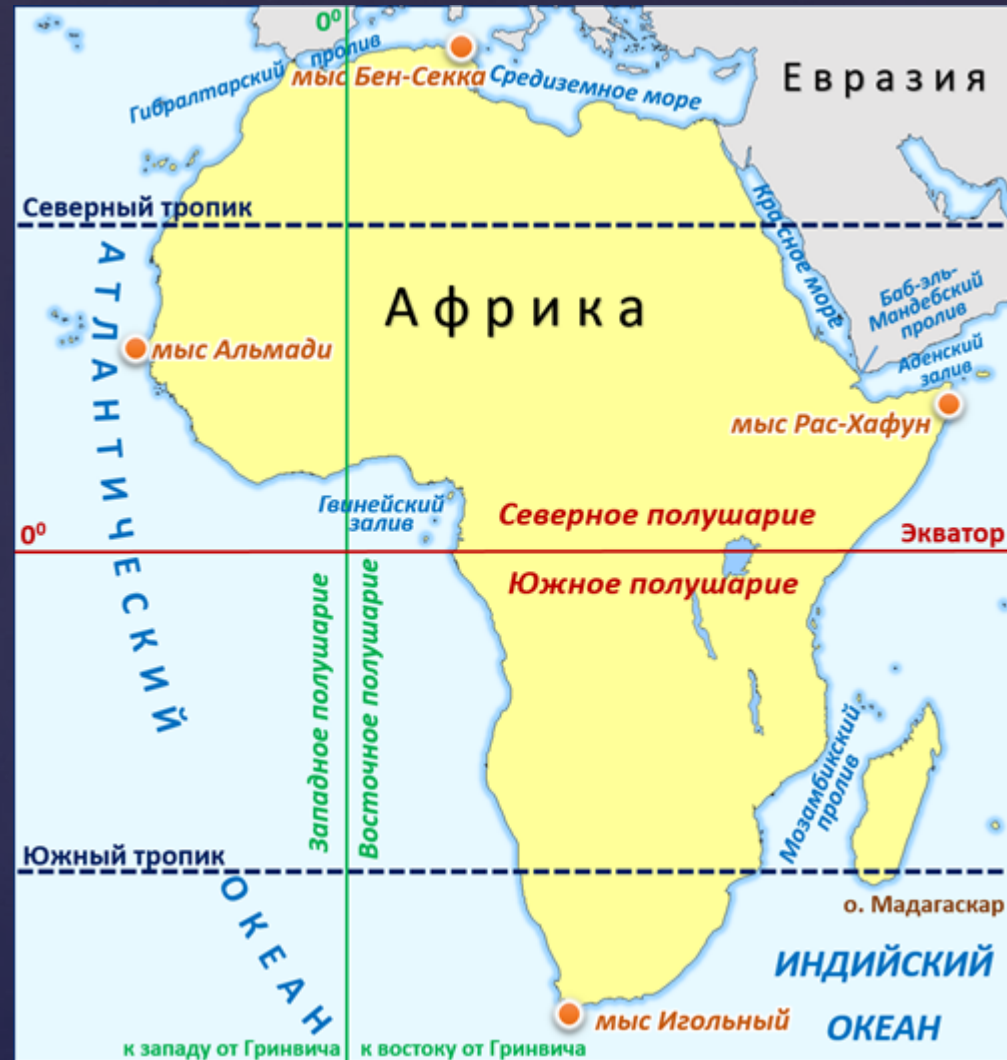 0⁰
Гибралтарский пролив
мыс Бен-Секка
Средиземное море
Евразия
Северный тропик
Красное море
Африка
Баб-эль-
Мандебский
пролив
Аденский
залив
мыс Альмади
мыс Рас-Хафун
АТЛАНТИЧЕСКИЙ
Гвинейский
залив
Северное полушарие
0⁰
Экватор
Южное полушарие
Западное полушарие
Восточное полушарие
Мозамбикский
пролив
Южный тропик
ОКЕАН
о. Мадагаскар
ИНДИЙСКИЙ
ОКЕАН
мыс Игольный
к западу от Гринвича
к востоку от Гринвича